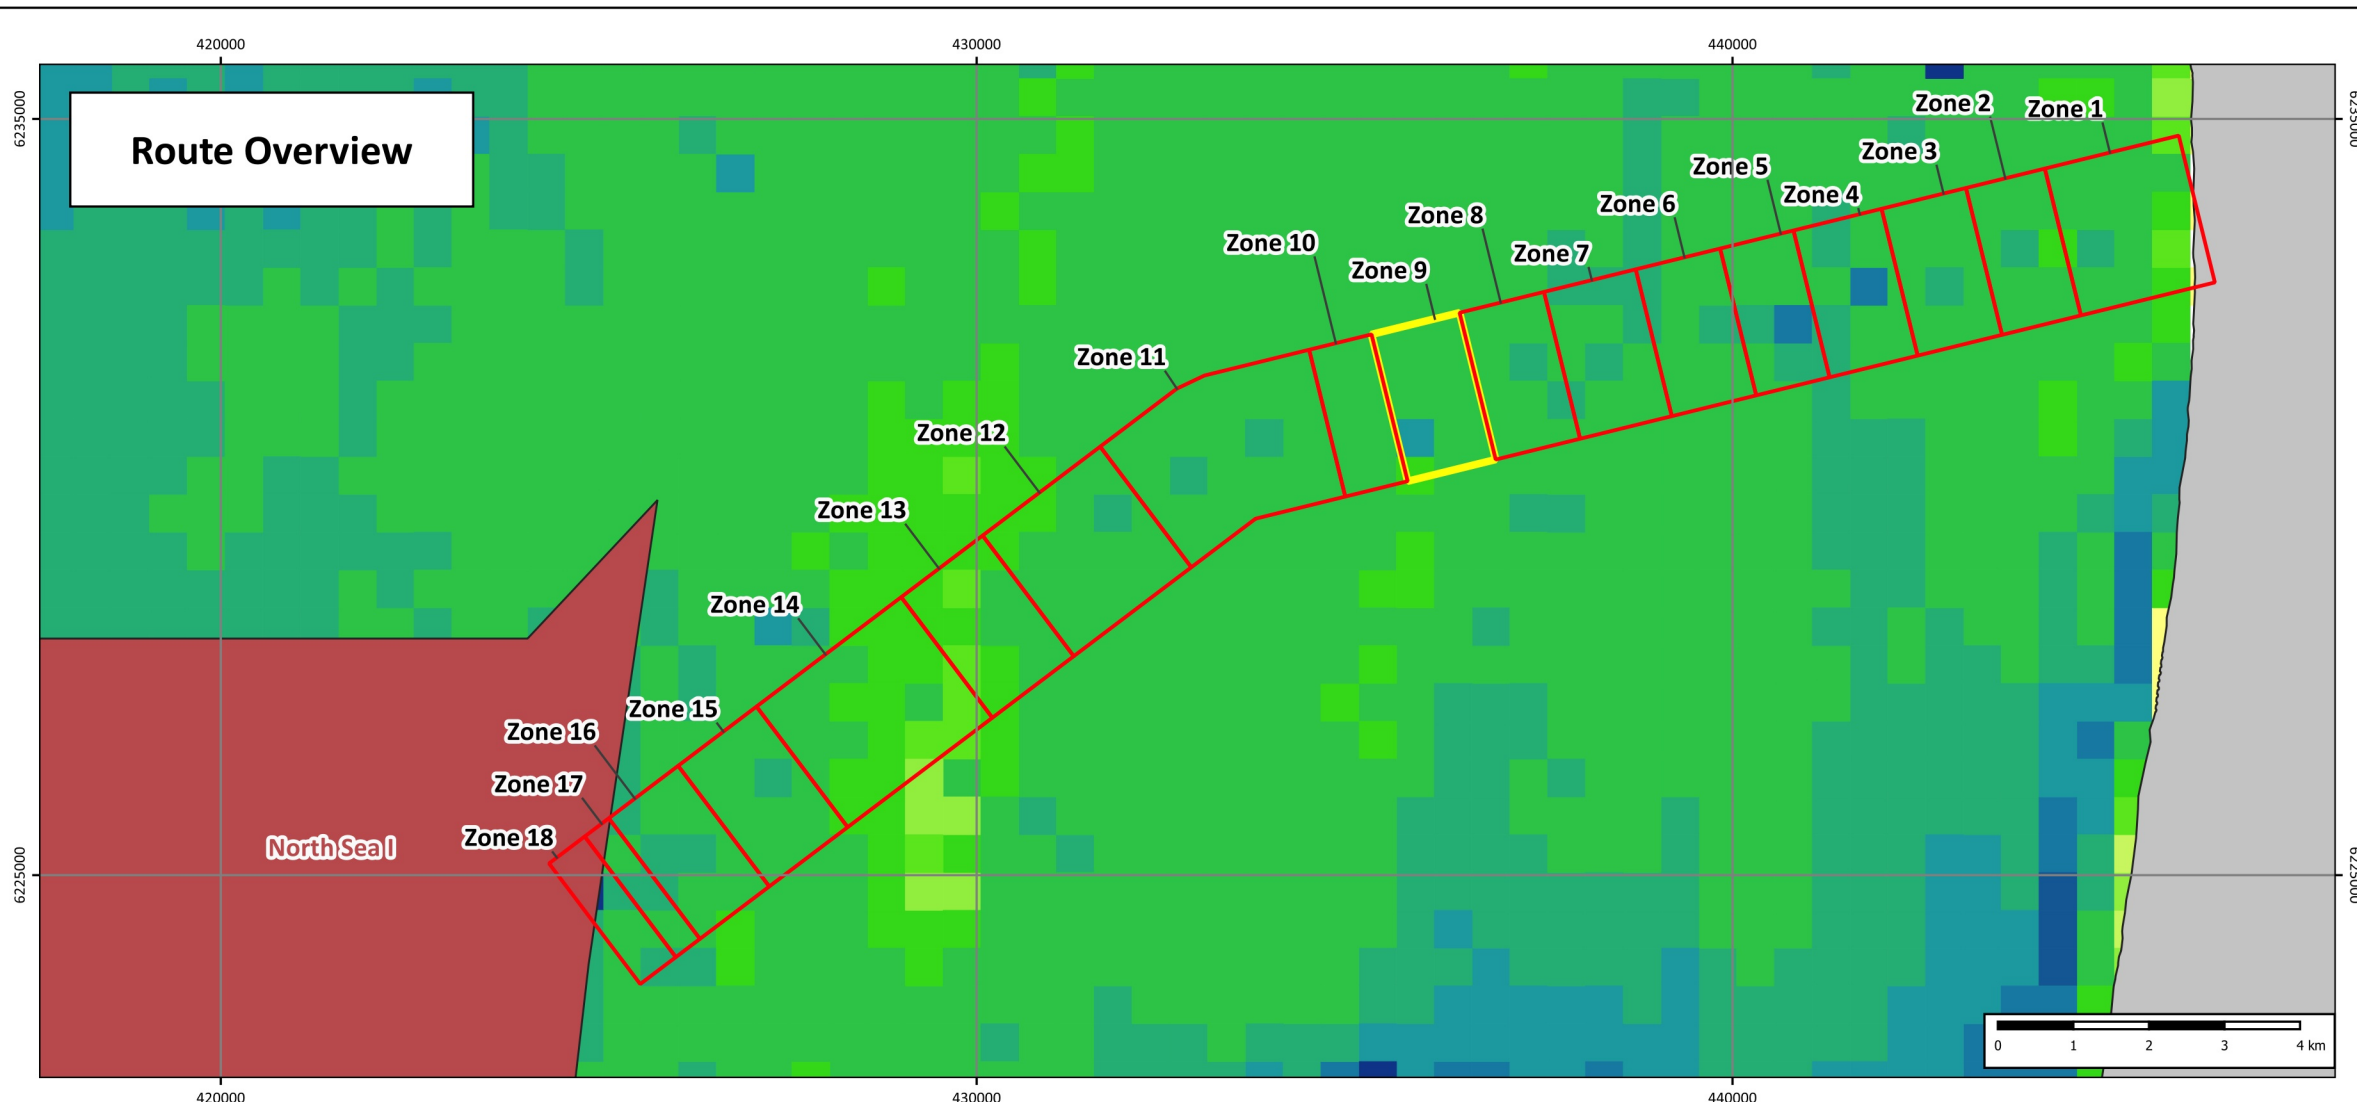 420000 430000 440000
6235000 6235000
Route Overview
Zone 2 Zone 1
Zone 3
Zone 5
Zone 4
Zone 6
Zone 8
Zone 10
Zone 7
Zone 9
Zone 11
Zone 12
Zone 13
Zone 14
Zone 15
Zone 16
Zone 17
Zone 18
North Sea I
6225000 6225000
0 1 2 3 4 km
420000 430000 440000